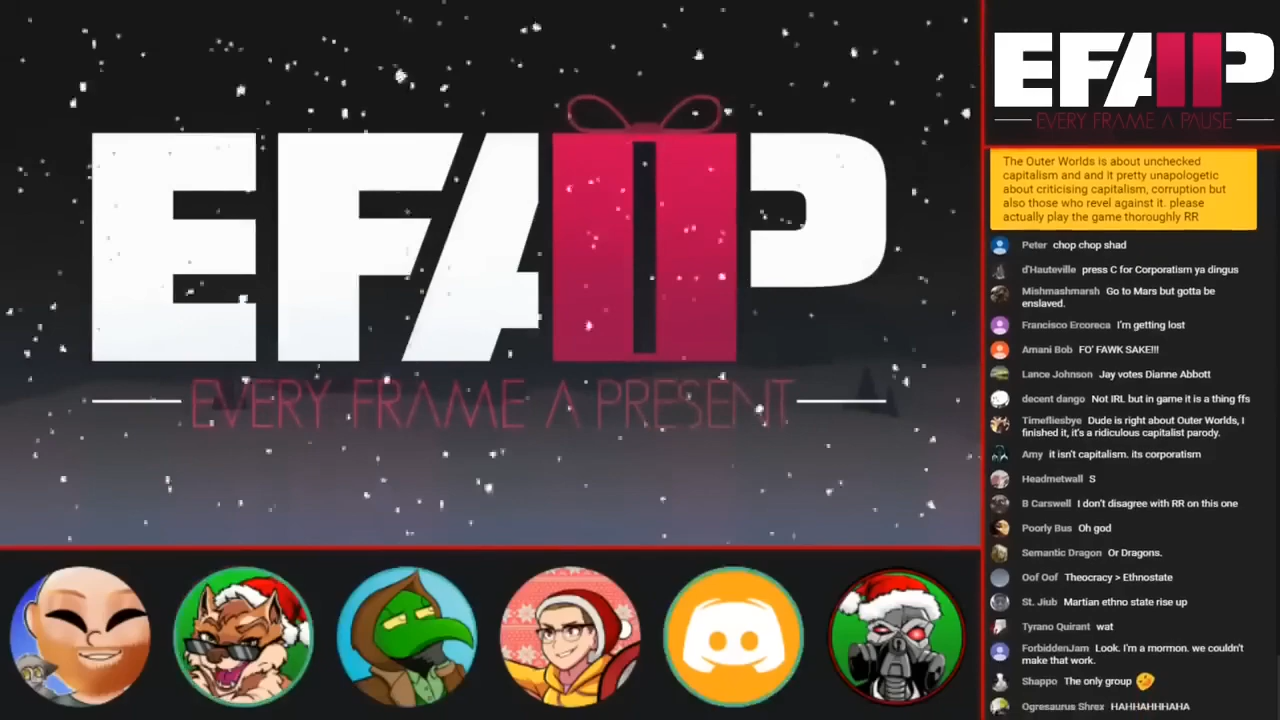 EFAP
EVERY FRAME A PRESENT
EFAP
EVERY FRAME A PAUSE
The Outer Worlds is about unchecked
capitalism and and it pretty unapologetic
about criticising capitalism, corruption but
also those who revel against it. please
actually play the game thoroughly RR
Peter chop chop shad
d'Hauteville press C for Corporatism ya dingus
Mishmashmarsh Go to Mars but gotta be
enslaved.
Francisco Ercoreca I'm getting lost
Amani Bob FO' FAWK SAKE!!!
Lance Johnson Jay votes Dianne Abbott
decent dango Not IRL but in game it is a thing ffs
Timefliesbye Dude is right about Outer Worlds, I
finished it, it's a ridiculous capitalist parody.
Amy it isn't capitalism. its corporatism
Headmetwall S
B Carswell I don't disagree with RR on this one
Poorly Bus Oh god
Semantic Dragon Or Dragons.
Oof Oof Theocracy > Ethnostate
St. Jiub Martian ethno state rise up
Tyrano Quirant wat
ForbiddenJam Look. I'm a mormon. we couldn't
make that work.
Shappo The only group
Ogresaurus Shrex HAHHAHHHAHA